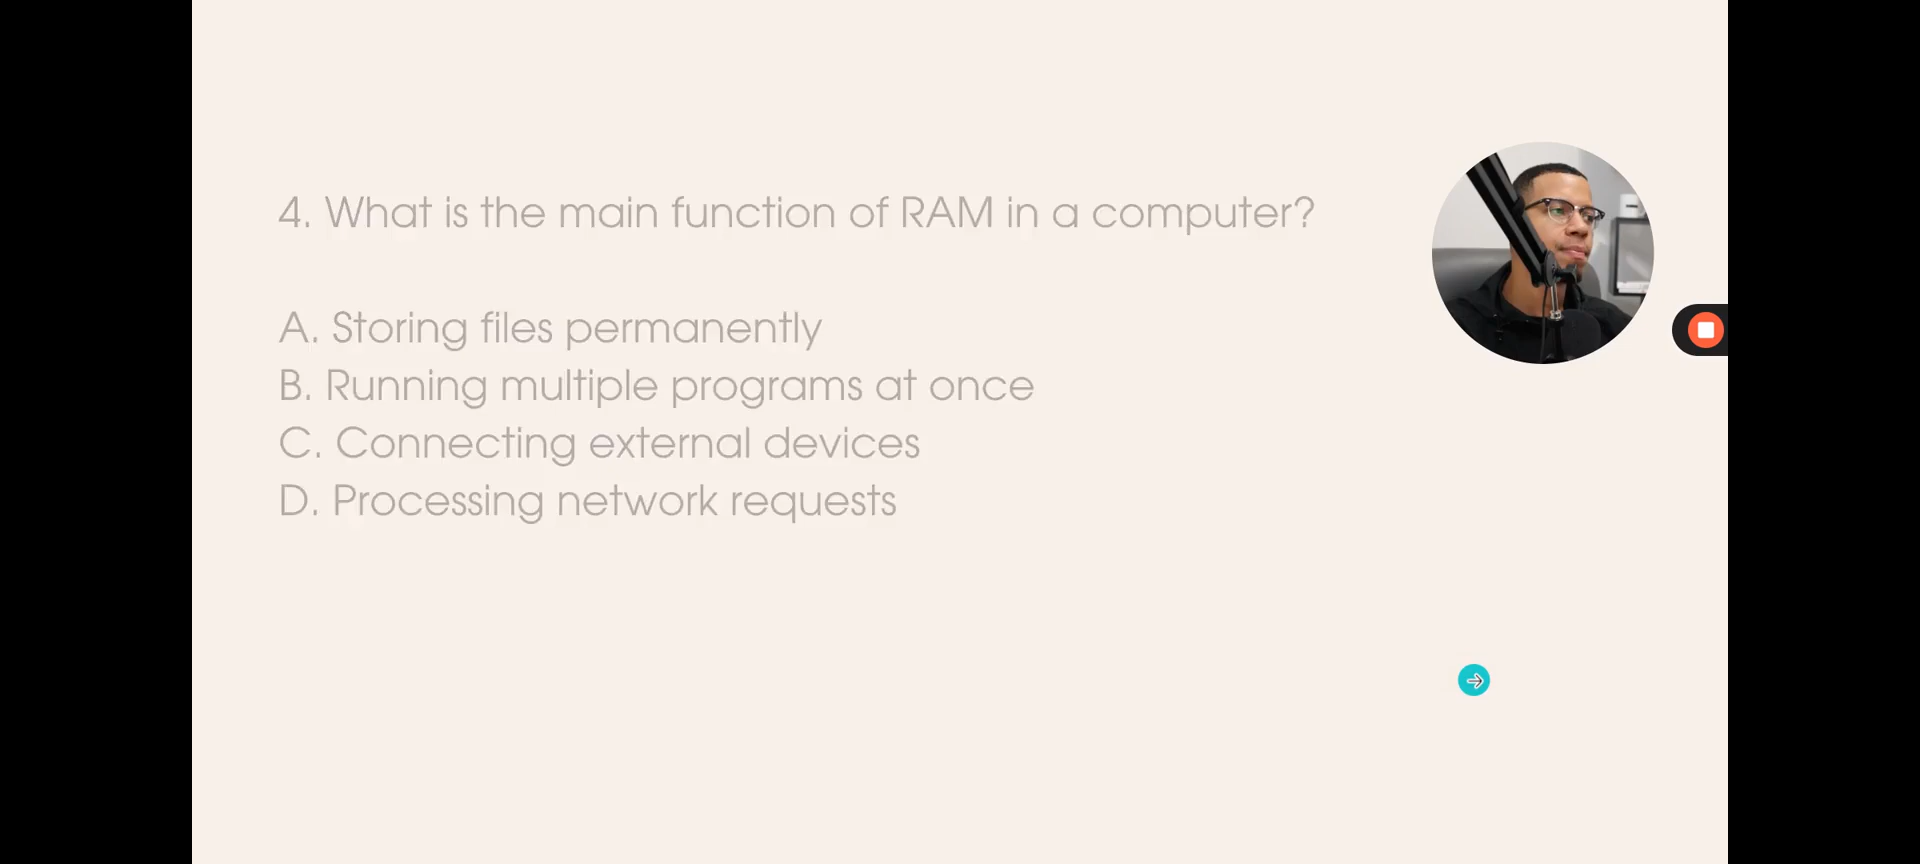 4. What is the main function of RAM in a computer?
A. Storing files permanently
B. Running multiple programs at once
C. Connecting external devices
D. Processing network requests